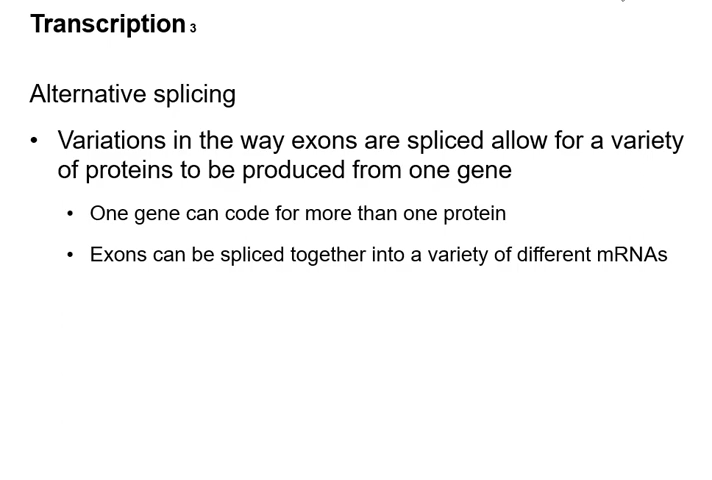 Transcription 3
Alternative splicing
• Variations in the way exons are spliced allow for a variety
of proteins to be produced from one gene
• One gene can code for more than one protein
• Exons can be spliced together into a variety of different mRNAs